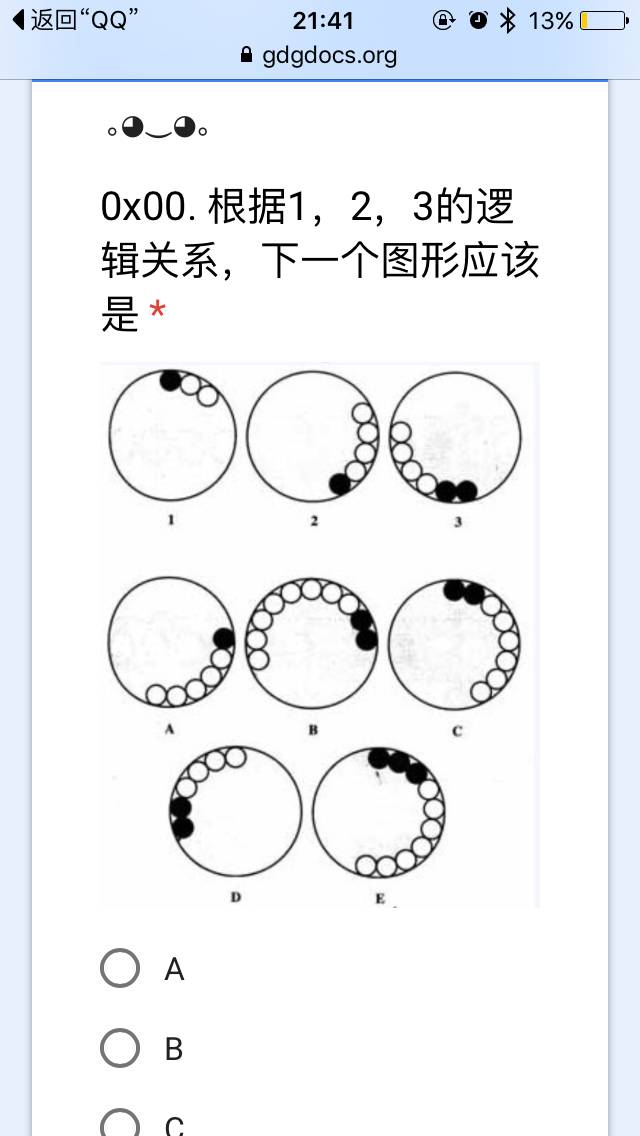 返回“QQ”
21:41
13%
gdgdocs.org
。◕‿◕。
0x00. 根据1，2，3的逻
辑关系，下一个图形应该
是 *
1 2 3
A B C
D E
A
B
C